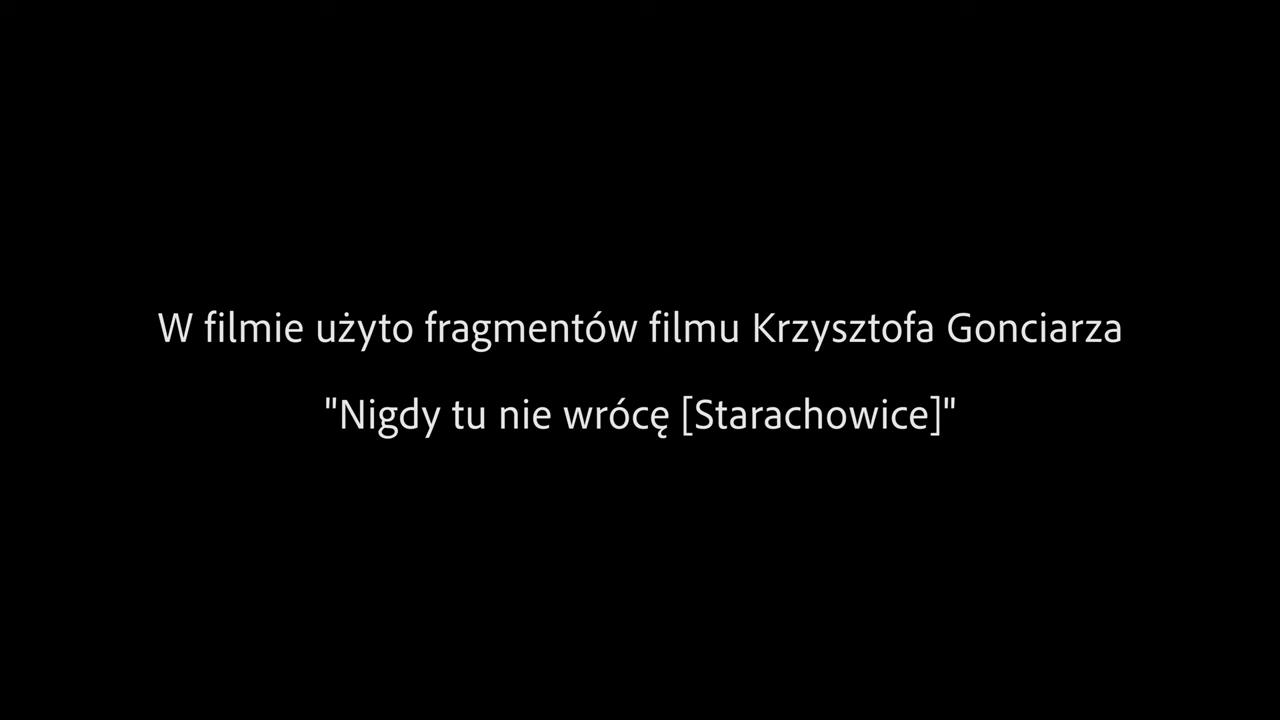 W filmie użyto fragmentów filmu Krzysztofa Gonciarza
"Nigdy tu nie wrócę [Starachowice]"